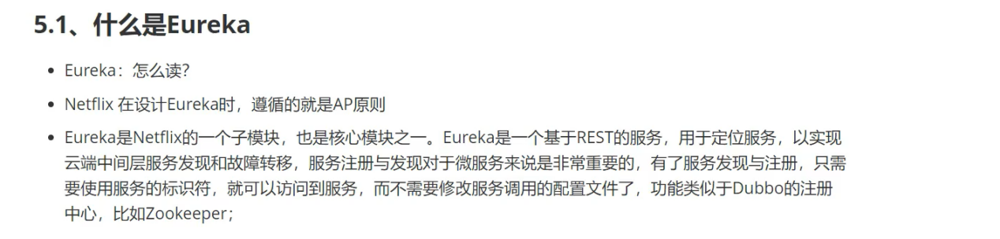 5.1、什么是Eureka
Eureka：怎么读？
Netflix 在设计Eureka时，遵循的就是AP原则
Eureka是Netflix的一个子模块，也是核心模块之一。Eureka是一个基于REST的服务，用于定位服务，以实现
云端中间层服务发现和故障转移，服务注册与发现对于微服务来说是非常重要的，有了服务发现与注册，只需
要使用服务的标识符，就可以访问到服务，而不需要修改服务调用的配置文件了，功能类似于Dubbo的注册
中心，比如Zookeeper；